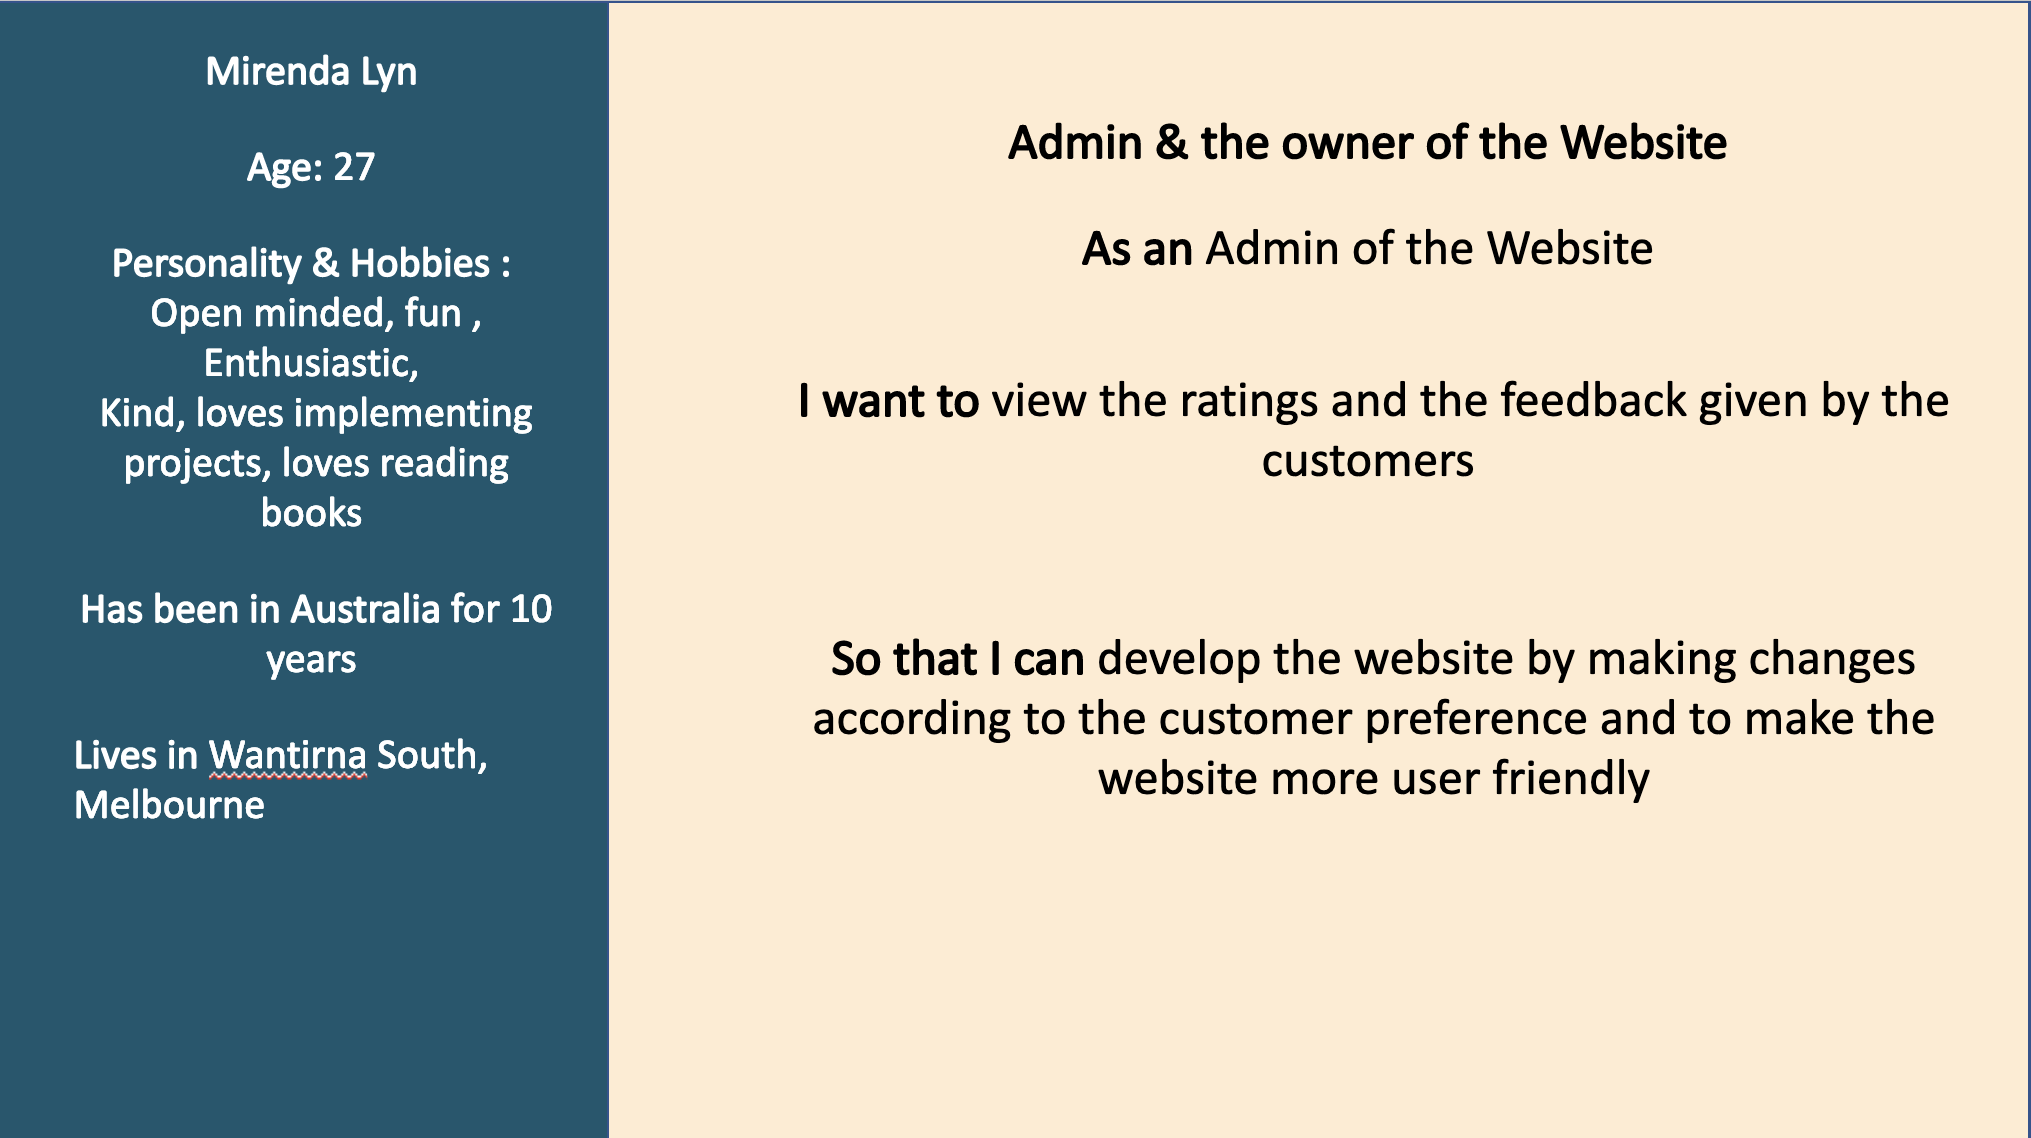 Mirenda Lyn
Age: 27
Personality & Hobbies :
Open minded, fun ,
Enthusiastic,
Kind, loves implementing
projects, loves reading
books
Has been in Australia for 10
years
Lives in Wantirna South,
Melbourne
Admin & the owner of the Website
As an Admin of the Website
I want to view the ratings and the feedback given by the
customers
So that I can develop the website by making changes
according to the customer preference and to make the
website more user friendly